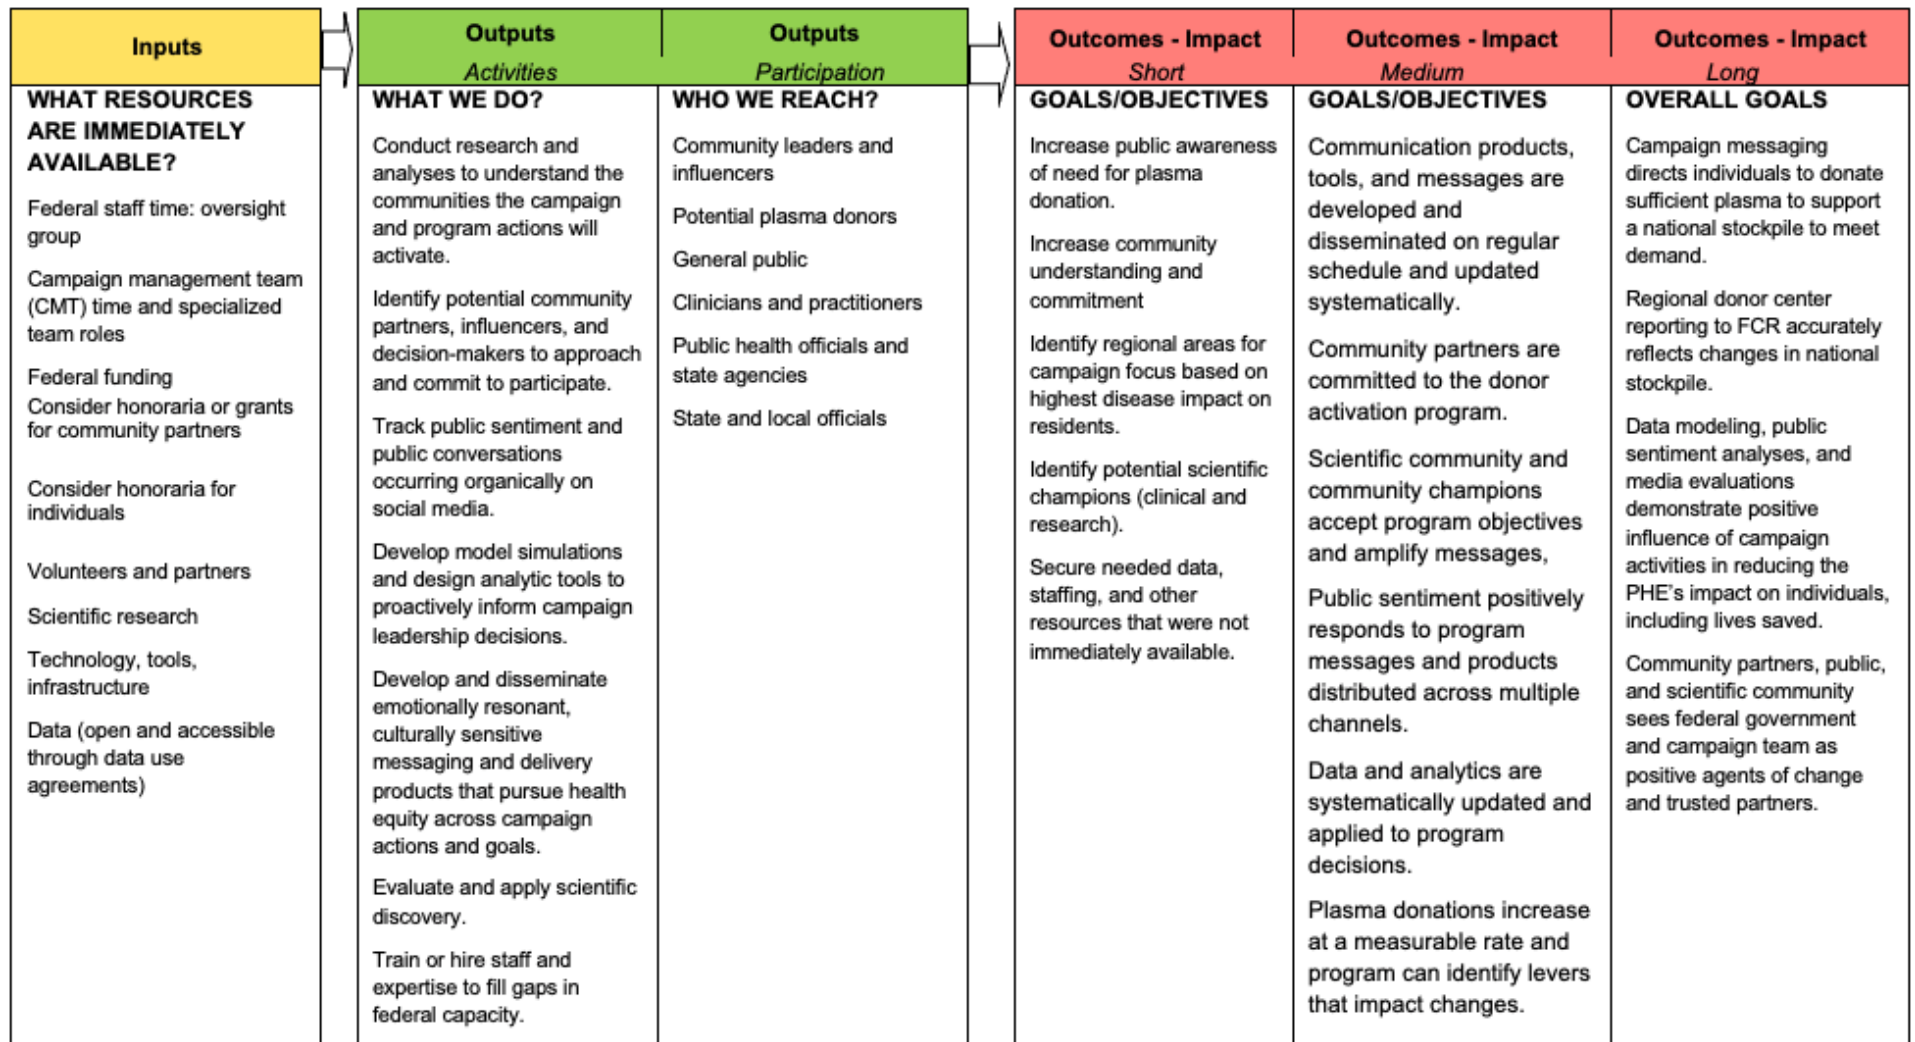 Inputs
WHAT RESOURCES
ARE IMMEDIATELY
AVAILABLE?
Federal staff time: oversight
group
Campaign management team
(CMT) time and specialized
team roles
Federal funding
Consider honoraria or grants
for community partners
Consider honoraria for
individuals
Volunteers and partners
Scientific research
Technology, tools,
infrastructure
Data (open and accessible
through data use
agreements)
Outputs
Activities
WHAT WE DO?
Conduct research and
analyses to understand the
communities the campaign
and program actions will
activate.
Identify potential community
partners, influencers, and
decision-makers to approach
and commit to participate.
Track public sentiment and
public conversations
occurring organically on
social media.
Develop model simulations
and design analytic tools to
proactively inform campaign
leadership decisions.
Develop and disseminate
emotionally resonant,
culturally sensitive
messaging and delivery
products that pursue health
equity across campaign
actions and goals.
Evaluate and apply scientific
discovery.
Train or hire staff and
expertise to fill gaps in
federal capacity.
Outputs
Participation
WHO WE REACH?
Community leaders and
influencers
Potential plasma donors
General public
Clinicians and practitioners
Public health officials and
state agencies
State and local officials
Outcomes - Impact
Short
GOALS/OBJECTIVES
Increase public awareness
of need for plasma
donation.
Increase community
understanding and
commitment
Identify regional areas for
campaign focus based on
highest disease impact on
residents.
Identify potential scientific
champions (clinical and
research).
Secure needed data,
staffing, and other
resources that were not
immediately available.
Outcomes - Impact
Medium
GOALS/OBJECTIVES
Communication products,
tools, and messages are
developed and
disseminated on regular
schedule and updated
systematically.
Community partners are
committed to the donor
activation program.
Scientific community and
community champions
accept program objectives
and amplify messages,
Public sentiment positively
responds to program
messages and products
distributed across multiple
channels.
Data and analytics are
systematically updated and
applied to program
decisions.
Plasma donations increase
at a measurable rate and
program can identify levers
that impact changes.
Outcomes - Impact
Long
OVERALL GOALS
Campaign messaging
directs individuals to donate
sufficient plasma to support
a national stockpile to meet
demand.
Regional donor center
reporting to FCR accurately
reflects changes in national
stockpile.
Data modeling, public
sentiment analyses, and
media evaluations
demonstrate positive
influence of campaign
activities in reducing the
PHE's impact on individuals,
including lives saved.
Community partners, public,
and scientific community
sees federal government
and campaign team as
positive agents of change
and trusted partners.